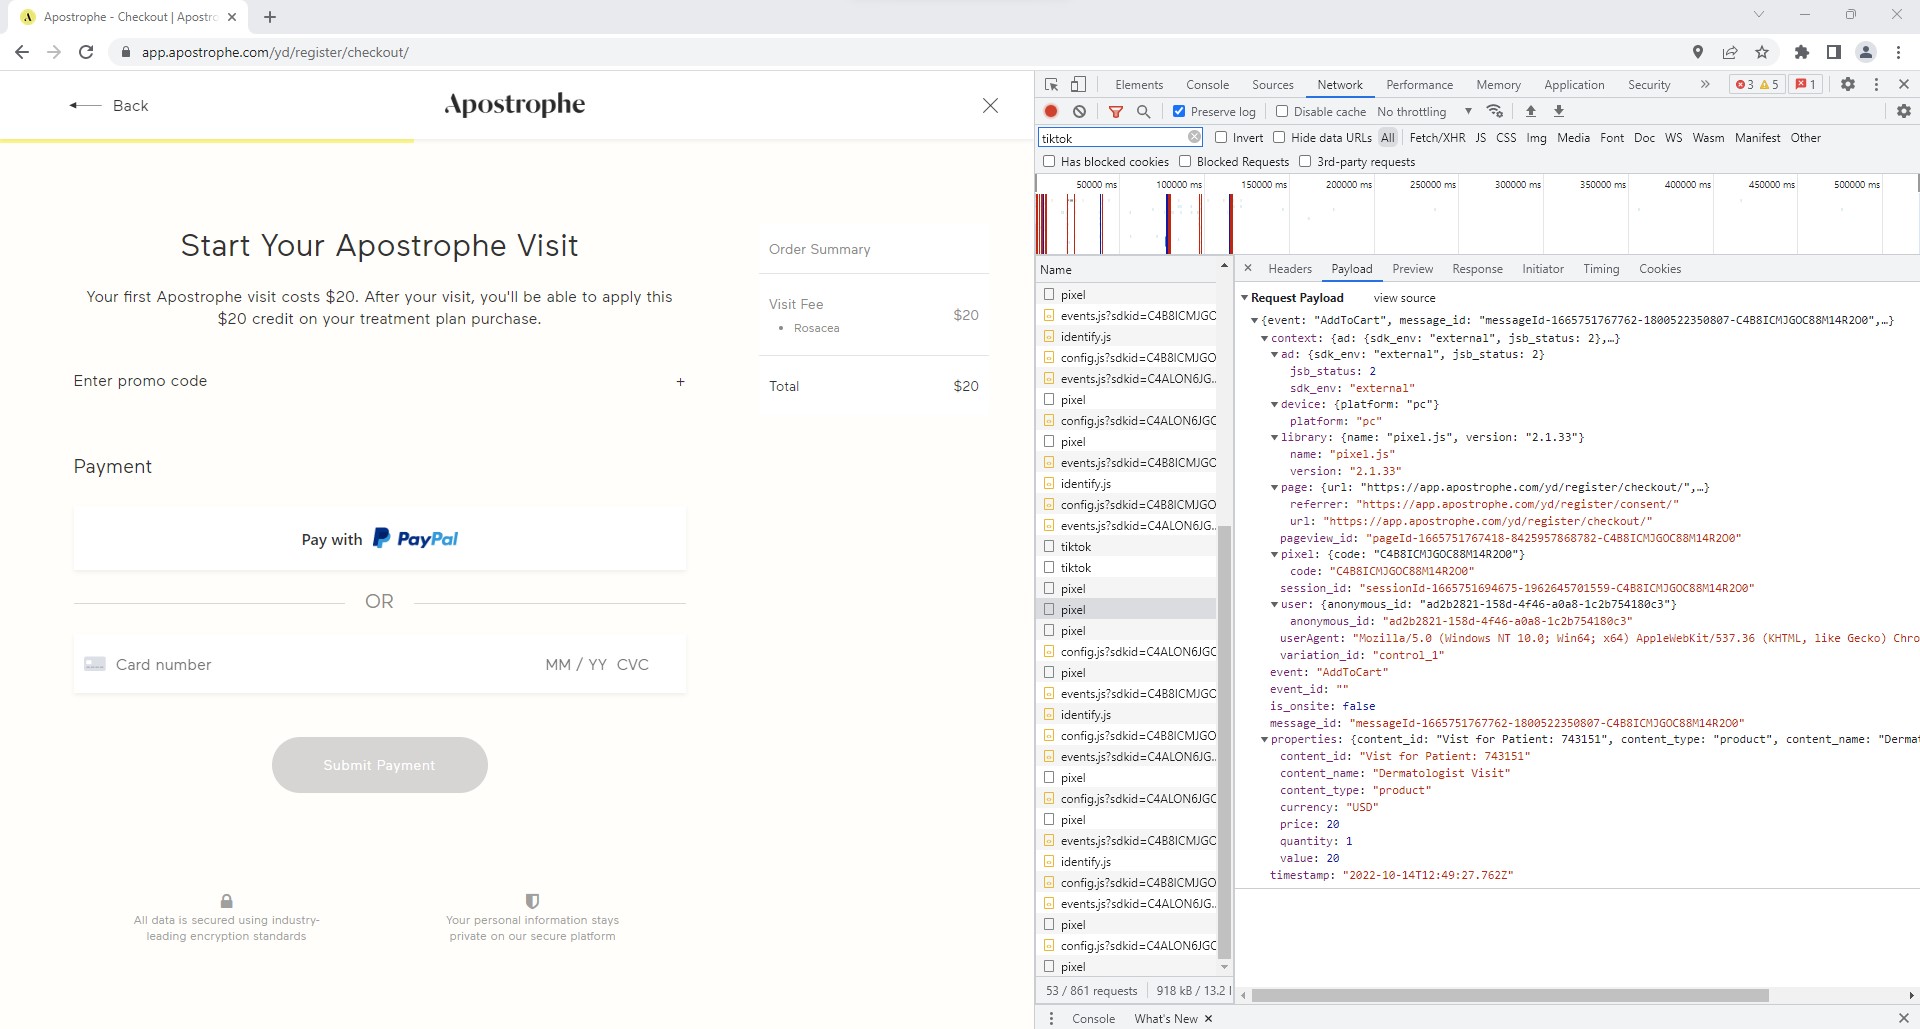 Apostrophe - Checkout | Apostro
app.apostrophe.com/yd/register/checkout/
Back
Apostrophe
Start Your Apostrophe Visit
Your first Apostrophe visit costs $20. After your visit, you'll be able to apply this
$20 credit on your treatment plan purchase.
Enter promo code +
Payment
Pay with PayPal
OR
Card number MM / YY CVC
Submit Payment
All data is secured using industry-
leading encryption standards
Your personal information stays
private on our secure platform
Order Summary
Visit Fee $20
Rosacea
Total $20
Elements Console Sources Network Performance Memory Application Security 3 5 1
Preserve log Disable cache No throttling
tiktok Invert Hide data URLs All Fetch/XHR JS CSS Img Media Font Doc WS Wasm Manifest Other
Has blocked cookies Blocked Requests 3rd-party requests
50000 ms 100000 ms 150000 ms 200000 ms 250000 ms 300000 ms 350000 ms 400000 ms 450000 ms 500000 ms
Name
pixel
events.js?sdkid=C4B8ICMJGO
identify.js
config.js?sdkid=C4B8ICMJGO
events.js?sdkid=C4ALON6JG...
pixel
config.js?sdkid=C4ALON6JGC
pixel
events.js?sdkid=C4B8ICMJGO
identify.js
config.js?sdkid=C4B8ICMJGO
events.js?sdkid=C4ALON6JG...
tiktok
tiktok
pixel
pixel
pixel
config.js?sdkid=C4ALON6JGC
pixel
events.js?sdkid=C4B8ICMJGO
identify.js
config.js?sdkid=C4B8ICMJGO
events.js?sdkid=C4ALON6JG...
pixel
config.js?sdkid=C4ALON6JGC
pixel
events.js?sdkid=C4B8ICMJGO
identify.js
config.js?sdkid=C4B8ICMJGO
events.js?sdkid=C4ALON6JG...
pixel
config.js?sdkid=C4ALON6JGC
pixel
53 / 861 requests 918 kB / 13.2
Headers Payload Preview Response Initiator Timing Cookies
Request Payload view source
{event: "AddToCart", message_id: "messageId-1665751767762-1800522350807-C4B8ICMJGOC88M14R2O0",…}
context: {ad: {sdk_env: "external", jsb_status: 2},…}
ad: {sdk_env: "external", jsb_status: 2}
jsb_status: 2
sdk_env: "external"
device: {platform: "pc"}
platform: "pc"
library: {name: "pixel.js", version: "2.1.33"}
name: "pixel.js"
version: "2.1.33"
page: {url: "https://app.apostrophe.com/yd/register/checkout/",…}
referrer: "https://app.apostrophe.com/yd/register/consent/"
url: "https://app.apostrophe.com/yd/register/checkout/"
pageview_id: "pageId-1665751767418-8425957868782-C4B8ICMJGOC88M14R2O0"
pixel: {code: "C4B8ICMJGOC88M14R2O0"}
code: "C4B8ICMJGOC88M14R2O0"
session_id: "sessionId-1665751694675-1962645701559-C4B8ICMJGOC88M14R2O0"
user: {anonymous_id: "ad2b2821-158d-4f46-a0a8-1c2b754180c3"}
anonymous_id: "ad2b2821-158d-4f46-a0a8-1c2b754180c3"
userAgent: "Mozilla/5.0 (Windows NT 10.0; Win64; x64) AppleWebKit/537.36 (KHTML, like Gecko) Chro
variation_id: "control_1"
event: "AddToCart"
event_id: ""
is_onsite: false
message_id: "messageId-1665751767762-1800522350807-C4B8ICMJGOC88M14R2O0"
properties: {content_id: "Vist for Patient: 743151", content_type: "product", content_name: "Dermat
content_id: "Vist for Patient: 743151"
content_name: "Dermatologist Visit"
content_type: "product"
currency: "USD"
price: 20
quantity: 1
value: 20
timestamp: "2022-10-14T12:49:27.762Z"
Console What's New